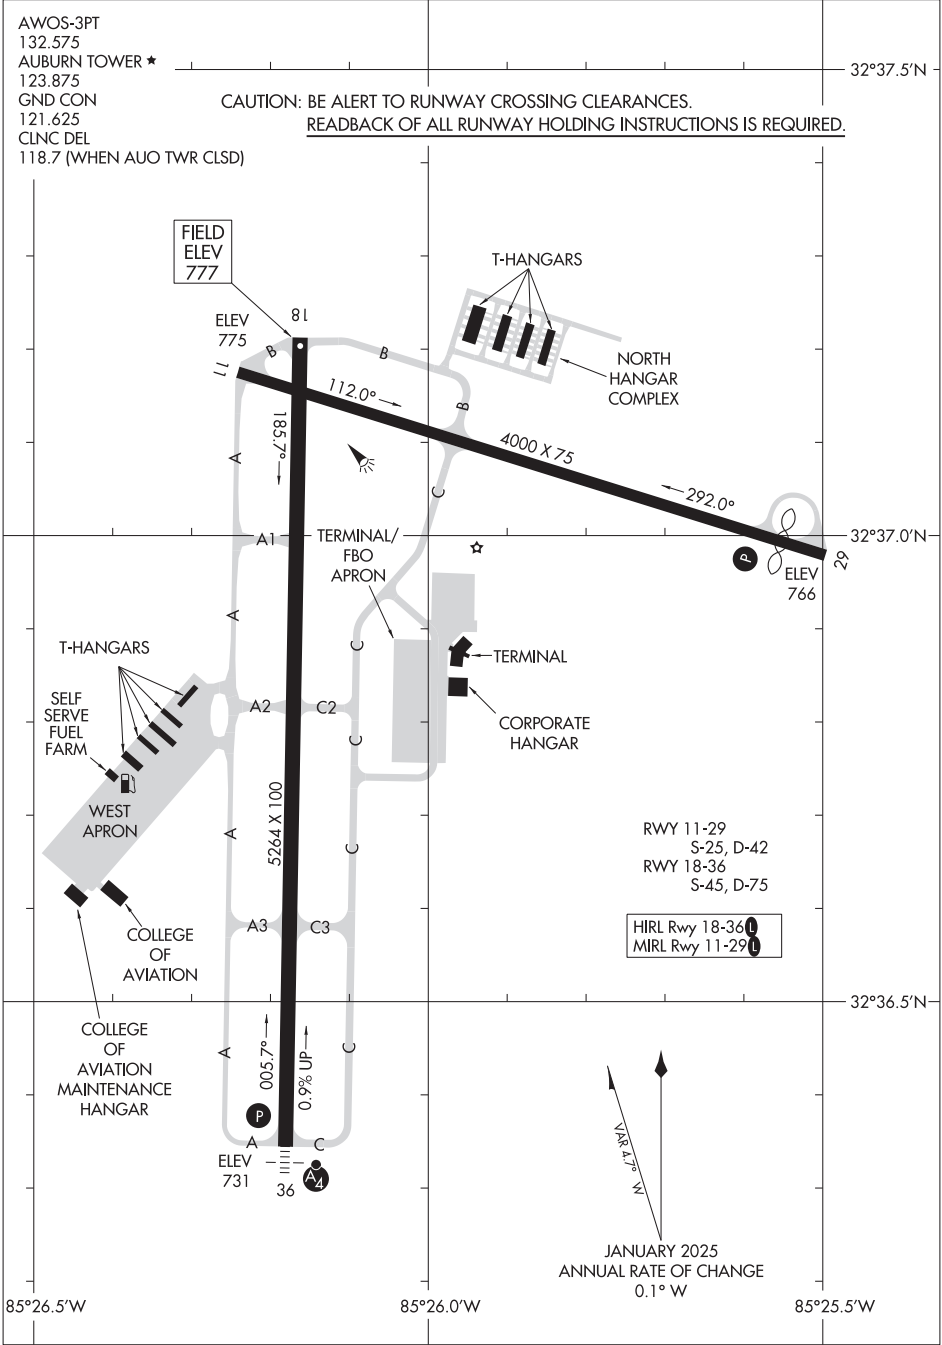 AWOS-3PT
132.575
AUBURN TOWER ★
123.875
GND CON
121.625
CLNC DEL
118.7 (WHEN AUO TWR CLSD)
32°37.5'N
CAUTION: BE ALERT TO RUNWAY CROSSING CLEARANCES.
READBACK OF ALL RUNWAY HOLDING INSTRUCTIONS IS REQUIRED.
FIELD
ELEV
777
T-HANGARS
18
ELEV
775
B
B
11
NORTH
HANGAR
COMPLEX
112.0°
B
185.7°
4000 X 75
A
C
292.0°
A1
TERMINAL/
FBO
APRON
32°37.0'N
P
29
ELEV
766
A
C
T-HANGARS
TERMINAL
SELF
SERVE
FUEL
FARM
A2
C2
CORPORATE
HANGAR
C
WEST
APRON
5264 X 100
A
C
RWY 11-29
S-25, D-42
RWY 18-36
S-45, D-75
A3
C3
HIRL Rwy 18-36 L
MIRL Rwy 11-29 L
COLLEGE
OF
AVIATION
32°36.5'N
COLLEGE
OF
AVIATION
MAINTENANCE
HANGAR
A
005.7°
0.9% UP
C
P
A
C
ELEV
731
36
A4
VAR 4.7° W
JANUARY 2025
ANNUAL RATE OF CHANGE
0.1° W
85°26.5'W
85°26.0'W
85°25.5'W